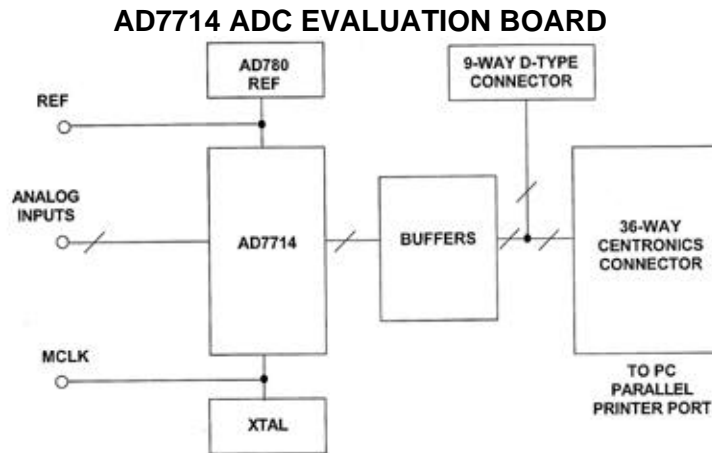 AD7714 ADC EVALUATION BOARD
AD780
REF
9-WAY D-TYPE
CONNECTOR
REF
ANALOG
INPUTS
AD7714
BUFFERS
36-WAY
CENTRONICS
CONNECTOR
MCLK
XTAL
TO PC
PARALLEL
PRINTER PORT